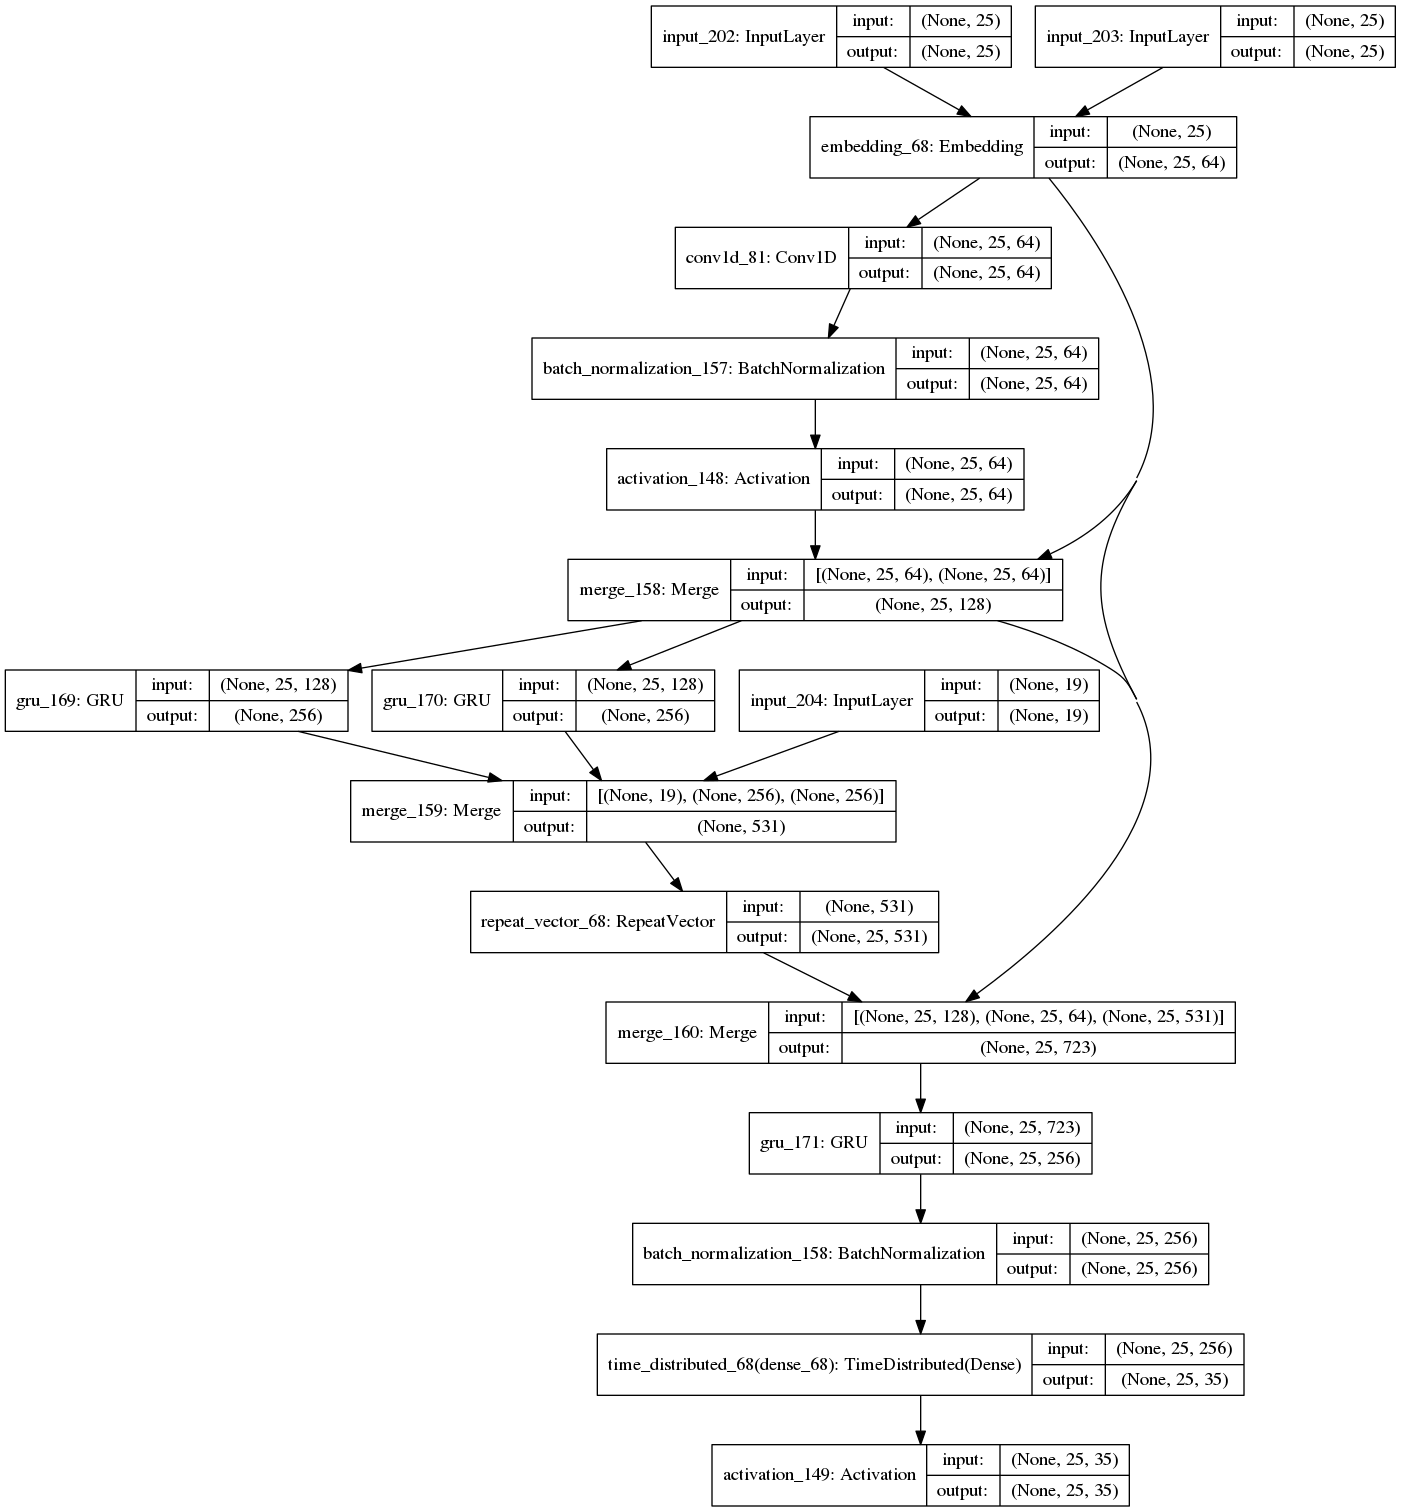 input_202: InputLayer input: (None, 25)
output: (None, 25)
input_203: InputLayer input: (None, 25)
output: (None, 25)
embedding_68: Embedding input: (None, 25)
output: (None, 25, 64)
conv1d_81: Conv1D input: (None, 25, 64)
output: (None, 25, 64)
batch_normalization_157: BatchNormalization input: (None, 25, 64)
output: (None, 25, 64)
activation_148: Activation input: (None, 25, 64)
output: (None, 25, 64)
merge_158: Merge input: [(None, 25, 64), (None, 25, 64)]
output: (None, 25, 128)
gru_169: GRU input: (None, 25, 128)
output: (None, 256)
gru_170: GRU input: (None, 25, 128)
output: (None, 256)
input_204: InputLayer input: (None, 19)
output: (None, 19)
merge_159: Merge input: [(None, 19), (None, 256), (None, 256)]
output: (None, 531)
repeat_vector_68: RepeatVector input: (None, 531)
output: (None, 25, 531)
merge_160: Merge input: [(None, 25, 128), (None, 25, 64), (None, 25, 531)]
output: (None, 25, 723)
gru_171: GRU input: (None, 25, 723)
output: (None, 25, 256)
batch_normalization_158: BatchNormalization input: (None, 25, 256)
output: (None, 25, 256)
time_distributed_68(dense_68): TimeDistributed(Dense) input: (None, 25, 256)
output: (None, 25, 35)
activation_149: Activation input: (None, 25, 35)
output: (None, 25, 35)